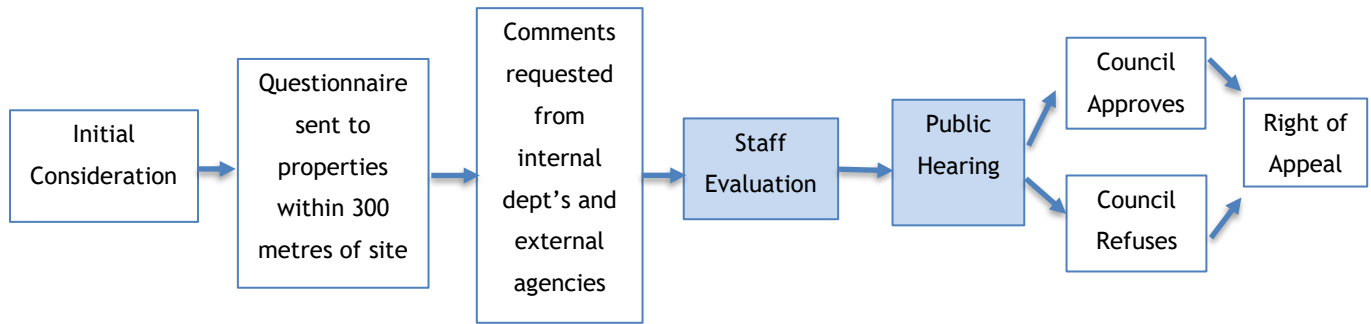 Initial
Consideration
Questionnaire
sent to
properties
within 300
metres of site
Comments
requested
from
internal
dept’s and
external
agencies
Staff
Evaluation
Public
Hearing
Council
Approves
Council
Refuses
Right of
Appeal